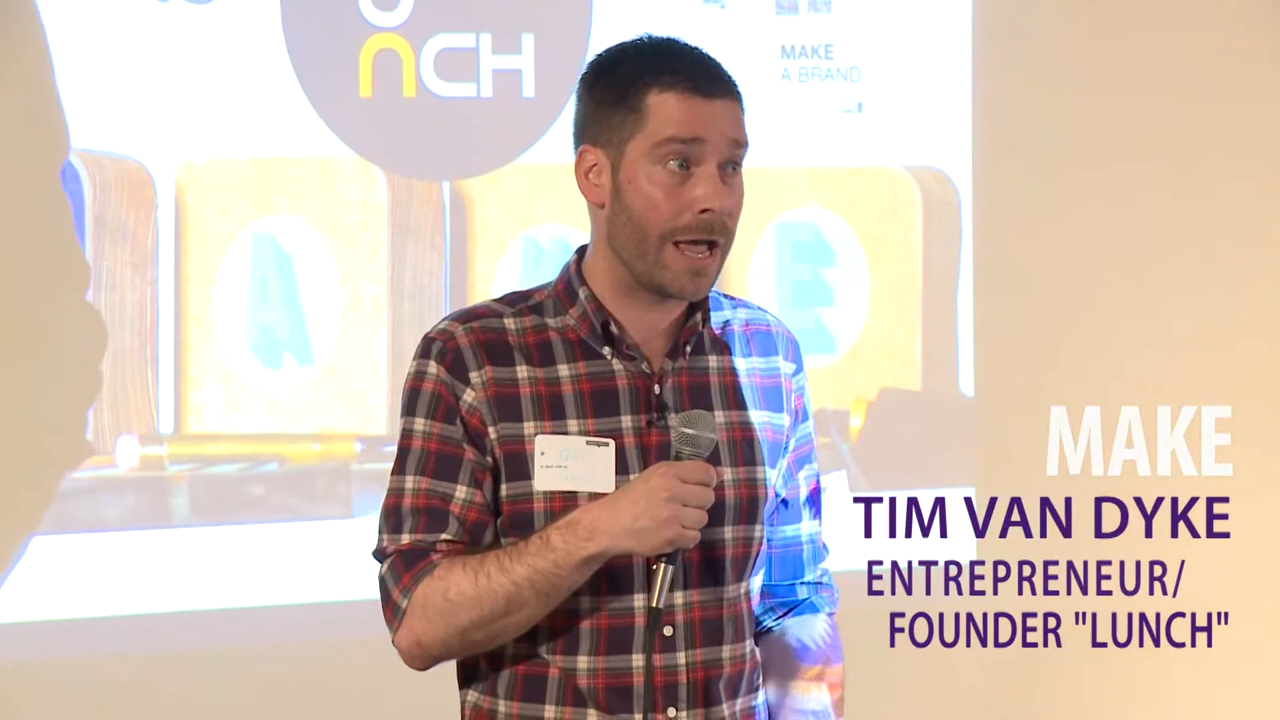 NCH
MAKE
A BRAND
A
E
MAKE
TIM VAN DYKE
ENTREPRENEUR/
FOUNDER "LUNCH"